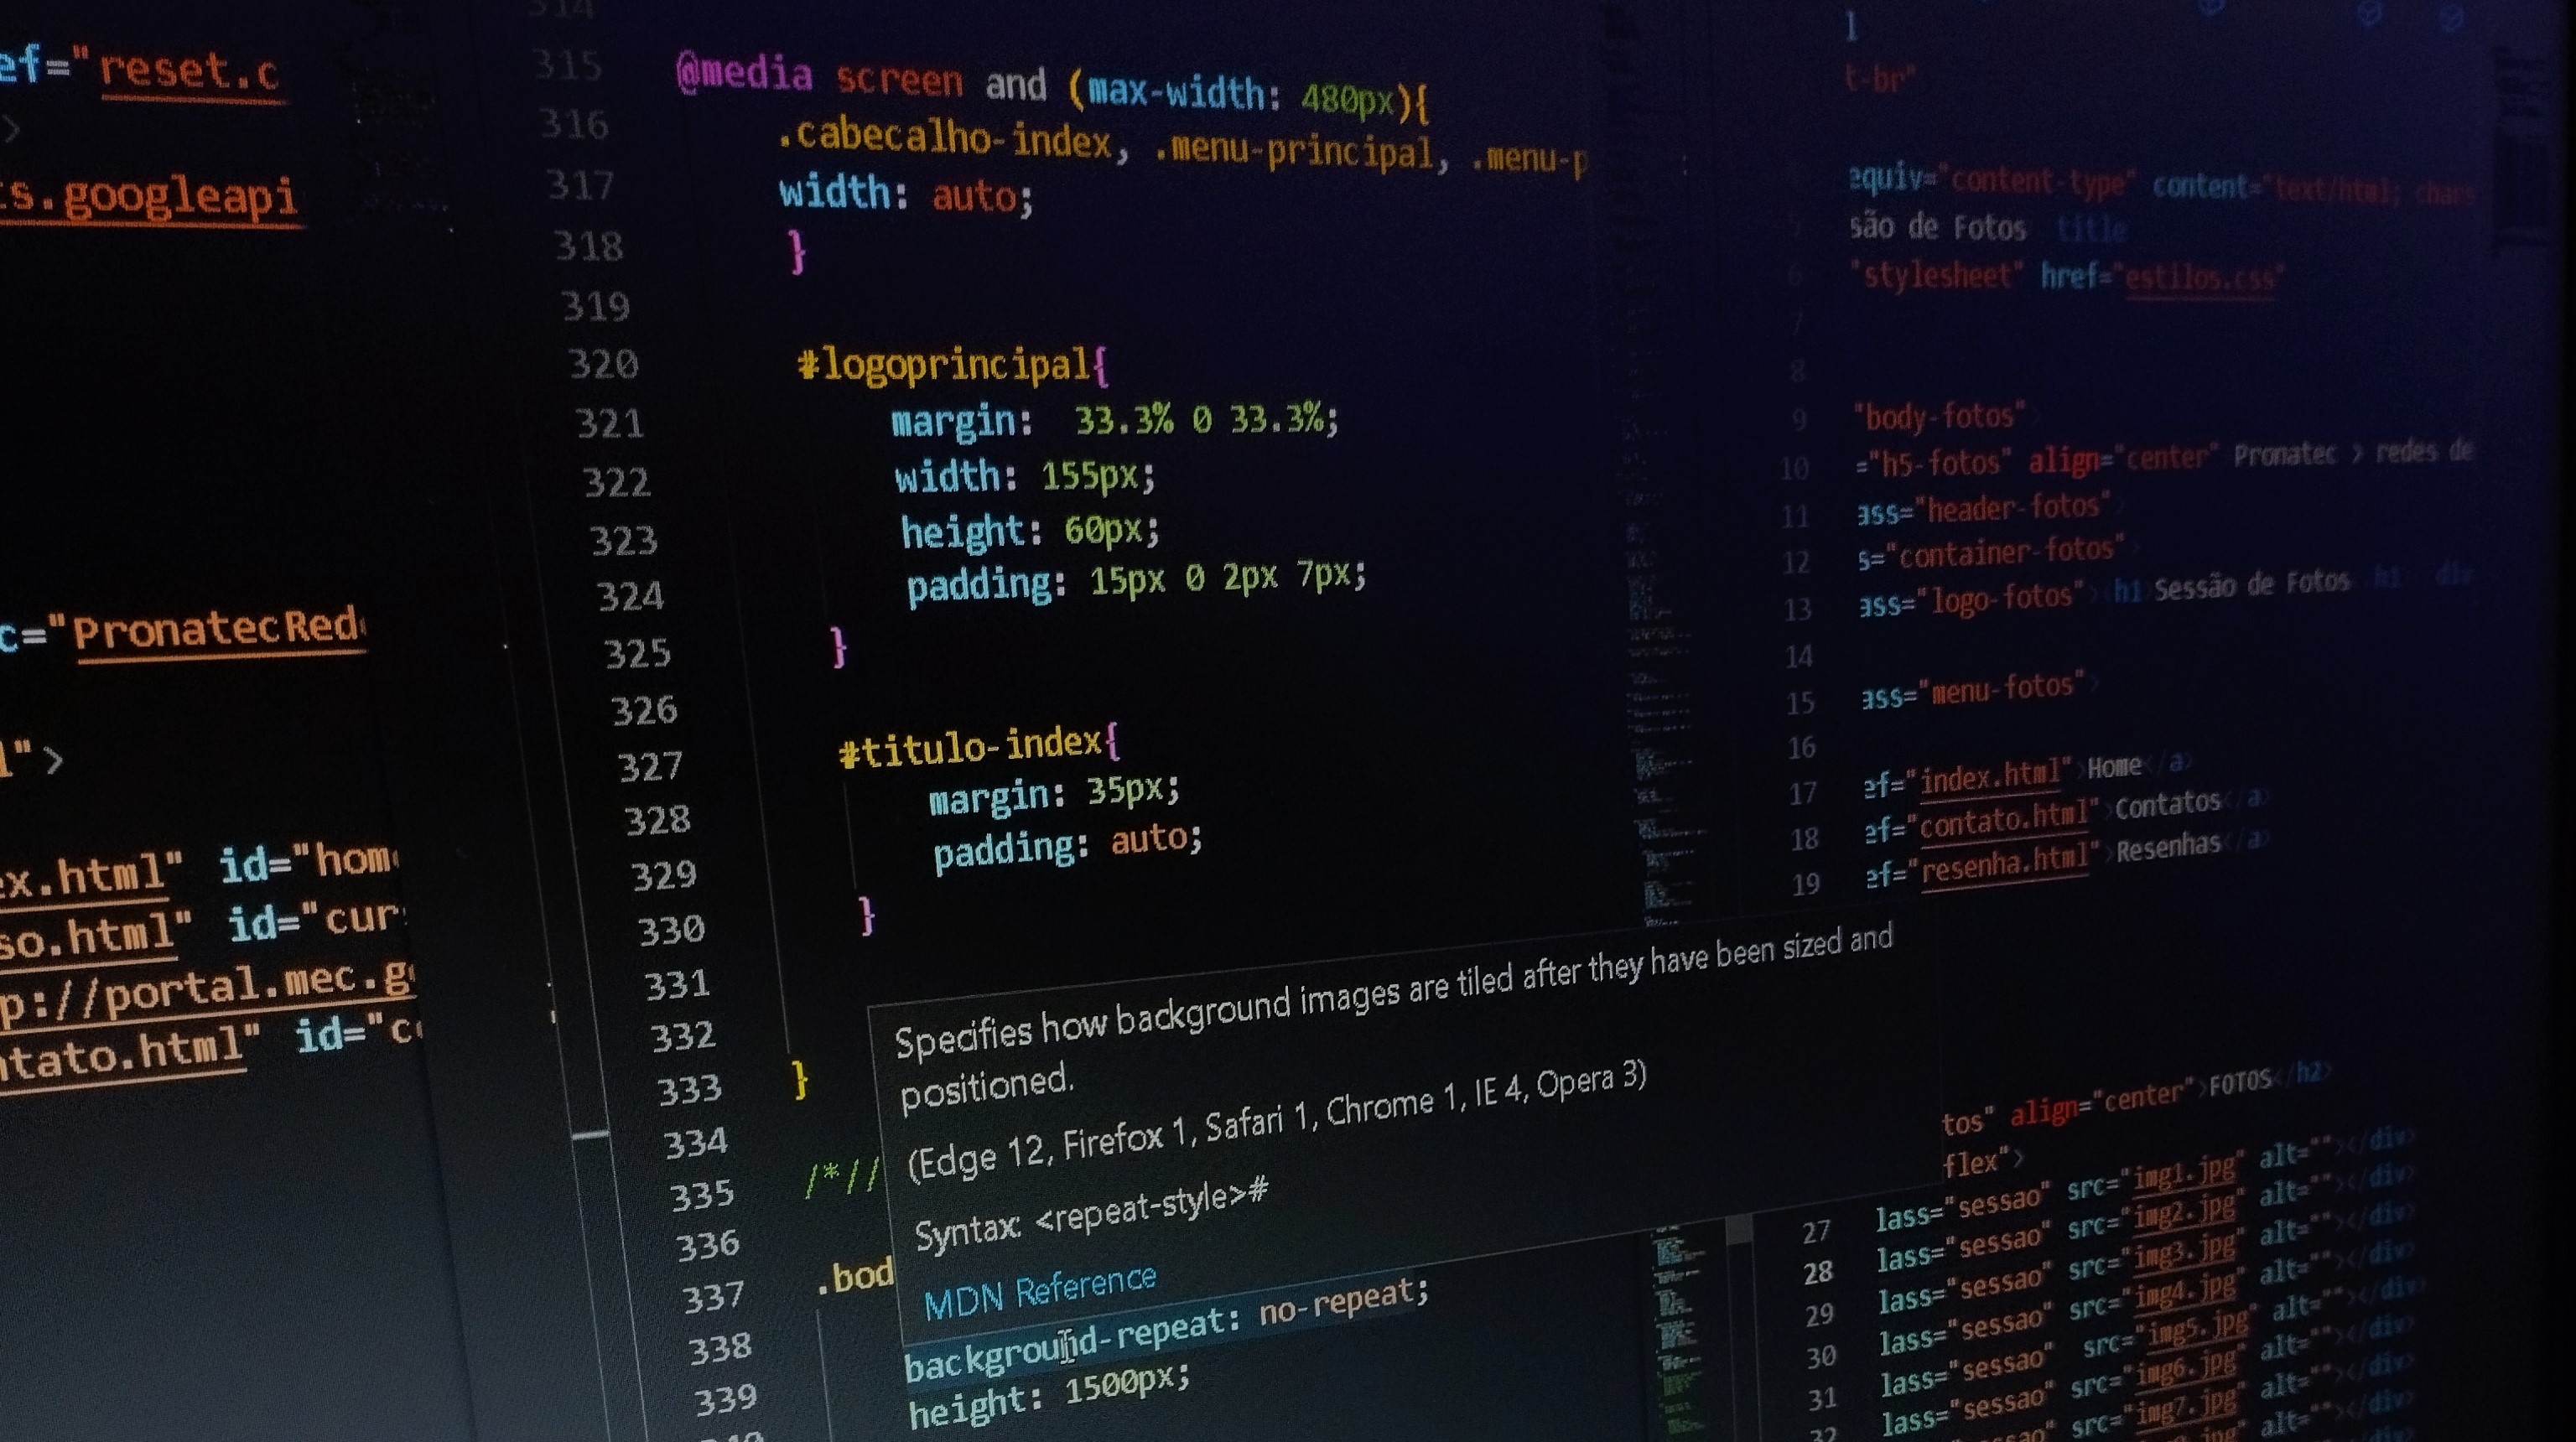 ef="reset.c
>
ts.googleapi
c="PronatecRed
l">
ex.html" id="hom
so.html" id="cur
p://portal.mec.g
ntato.html" id="c
314
315 @media screen and (max-width: 480px){
316 .cabecalho-index, .menu-principal, .menu-p
317 width: auto;
318 }
319
320 #logoprincipal{
321 margin: 33.3% 0 33.3%;
322 width: 155px;
323 height: 60px;
324 padding: 15px 0 2px 7px;
325 }
326
327 #titulo-index{
328 margin: 35px;
329 padding: auto;
330 }
331
332
333 }
334
335 /*//
336
337 .bod
338 background-repeat: no-repeat;
339 height: 1500px;
340
Specifies how background images are tiled after they have been sized and
positioned.
(Edge 12, Firefox 1, Safari 1, Chrome 1, IE 4, Opera 3)
Syntax: <repeat-style>#
MDN Reference
l
t-br"
equiv="content-type" content="text/html; chars
5 são de Fotos title
6 "stylesheet" href="estilos.css"
7
8
9 "body-fotos"
10 ="h5-fotos" align="center" Pronatec > redes de
11 ass="header-fotos"
12 s="container-fotos"
13 ass="logo-fotos"><h1 Sessão de Fotos h1 div
14
15 ass="menu-fotos">
16
17 ef="index.html">Home</a>
18 ef="contato.html">Contatos</a>
19 ef="resenha.html">Resenhas</a>
tos" align="center">FOTOS</h2>
flex">
27 lass="sessao" src="img1.jpg" alt=""></div>
28 lass="sessao" src="img2.jpg" alt=""></div>
29 lass="sessao" src="img3.jpg" alt=""></div>
30 lass="sessao" src="img4.jpg" alt=""></div>
31 lass="sessao" src="img5.jpg" alt=""></div>
32 lass="sessao" src="img6.jpg" alt=""></div>
lass="sessao" src="img7.jpg" alt=""></div>